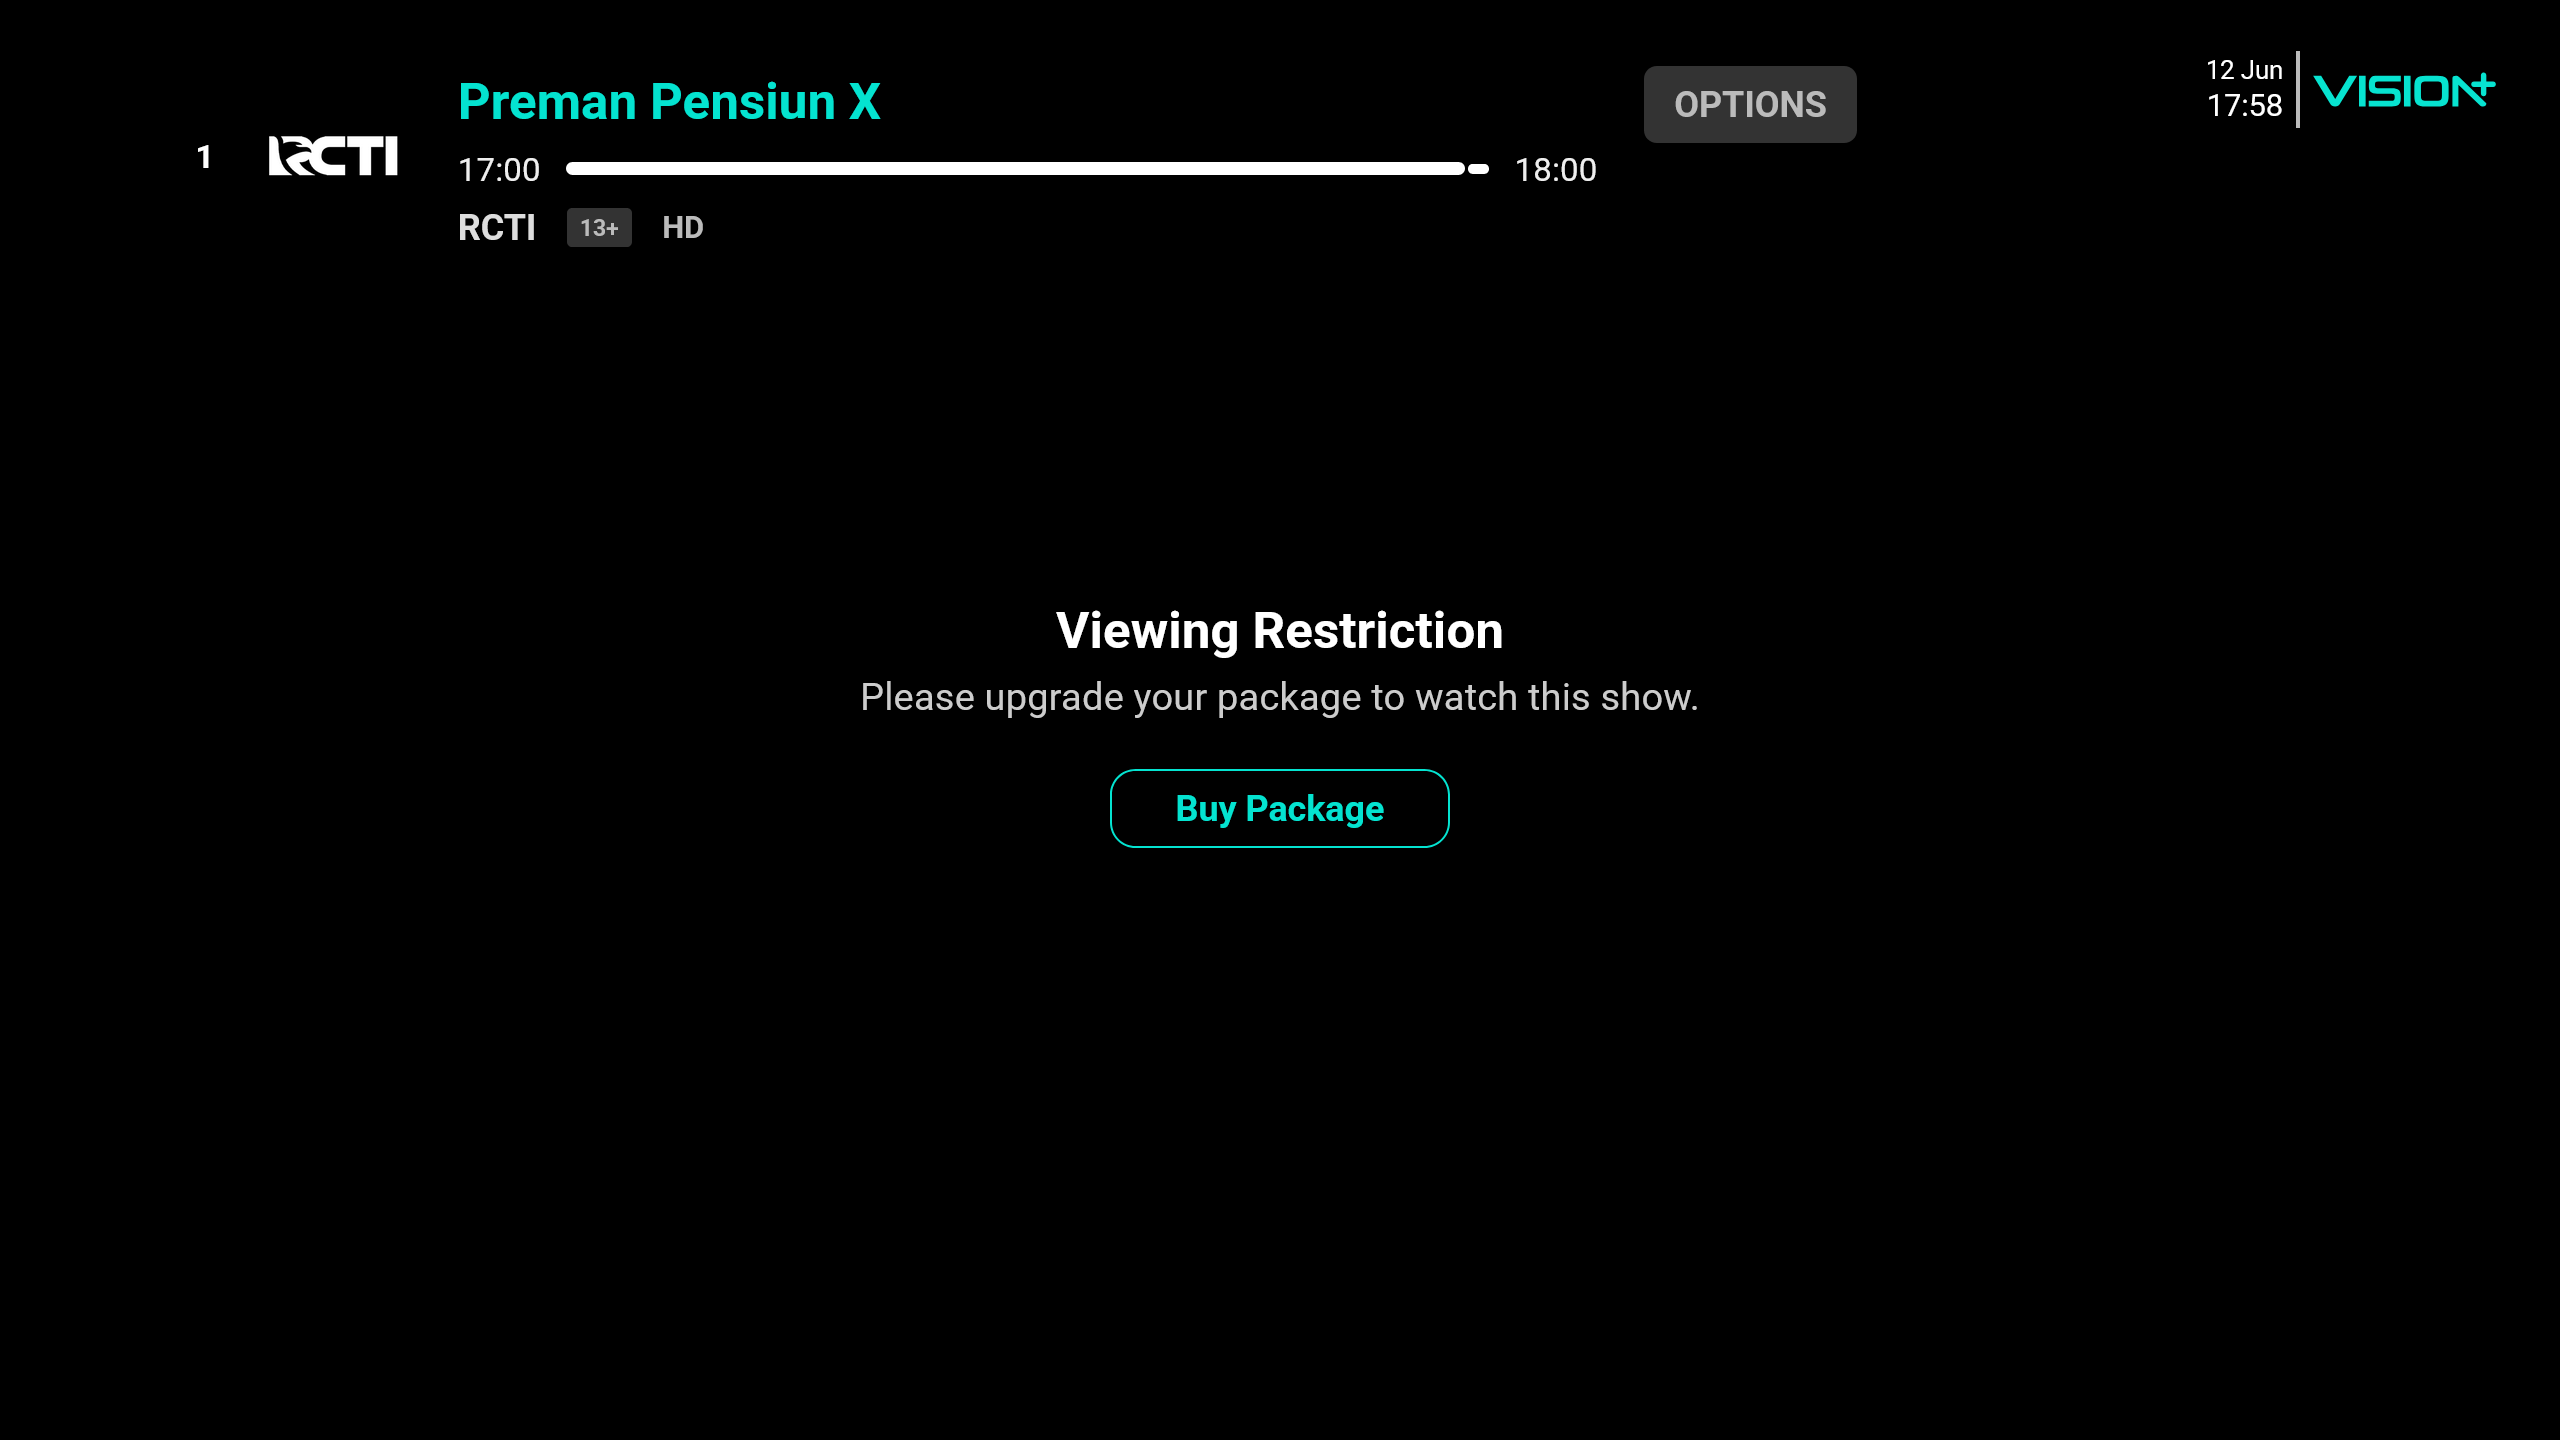 1
RCTI
Preman Pensiun X
17:00
18:00
RCTI
13+
HD
OPTIONS
12 Jun
17:58
VISION+
Viewing Restriction
Please upgrade your package to watch this show.
Buy Package